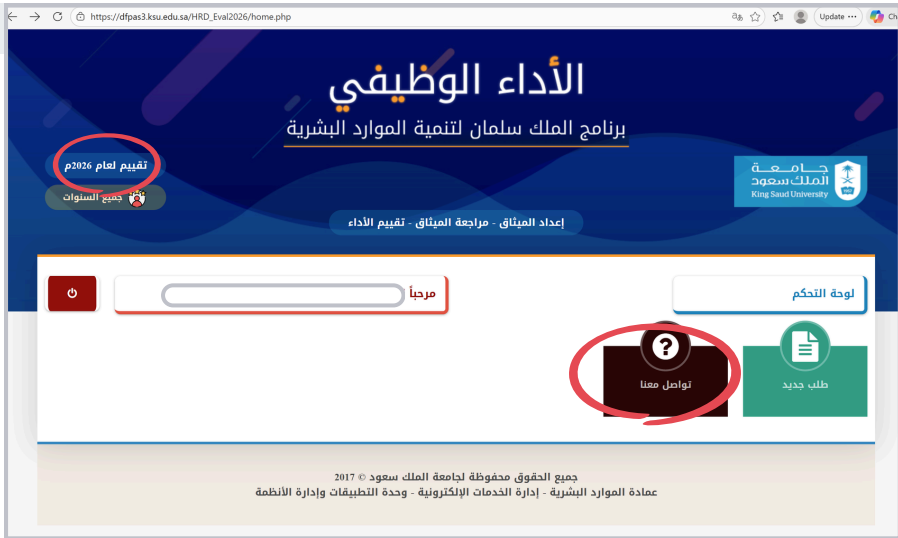 https://dfpas3.ksu.edu.sa/HRD_Eval2026/home.php
Update
الأداء الوظيفي
برنامج الملك سلمان لتنمية الموارد البشرية
تقييم لعام 2026م
جميع السنوات
جـــامـــعـــة
الملك سعود
King Saud University
إعداد الميثاق - مراجعة الميثاق - تقييم الأداء
لوحة التحكم
مرحباً
طلب جديد
تواصل معنا
جميع الحقوق محفوظة لجامعة الملك سعود © 2017
عمادة الموارد البشرية - إدارة الخدمات الإلكترونية - وحدة التطبيقات وإدارة الأنظمة